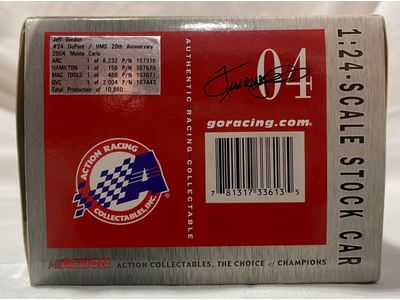 Jeff Gordon
#24 DuPont / HMS 20th Anniversary
2004 Monte Carlo
ARC 1 of 8,232 P/N 107316
HAMILTON 1 of 156 P/N 107570
MAC TOOLS 1 of 468 P/N 107671
QVC 1 of 2,004 P/N 107443
Total Production of 10,860
AUTHENTIC RACING COLLECTABLE
04
goracing.com®
7 81317 33613 5
ACTION RACING
COLLECTABLES, INC.
1:24-SCALE STOCK CAR
ACTION ACTION COLLECTABLES, THE CHOICE of CHAMPIONS